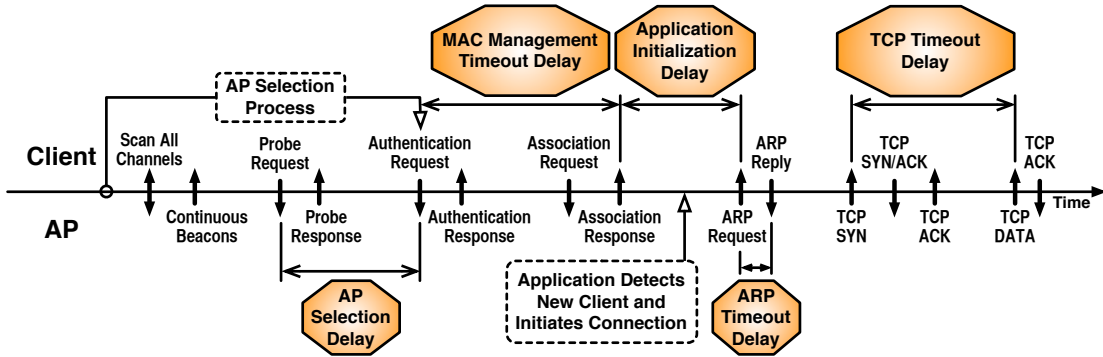 MAC Management
Timeout Delay
Application
Initialization
Delay
TCP Timeout
Delay
AP Selection
Process
Client
Scan All
Channels
Probe
Request
Authentication
Request
Association
Request
ARP
Reply
TCP
SYN/ACK
TCP
ACK
Time
AP
Continuous
Beacons
Probe
Response
Authentication
Response
Association
Response
ARP
Request
TCP
SYN
TCP
ACK
TCP
DATA
AP
Selection
Delay
Application Detects
New Client and
Initiates Connection
ARP
Timeout
Delay